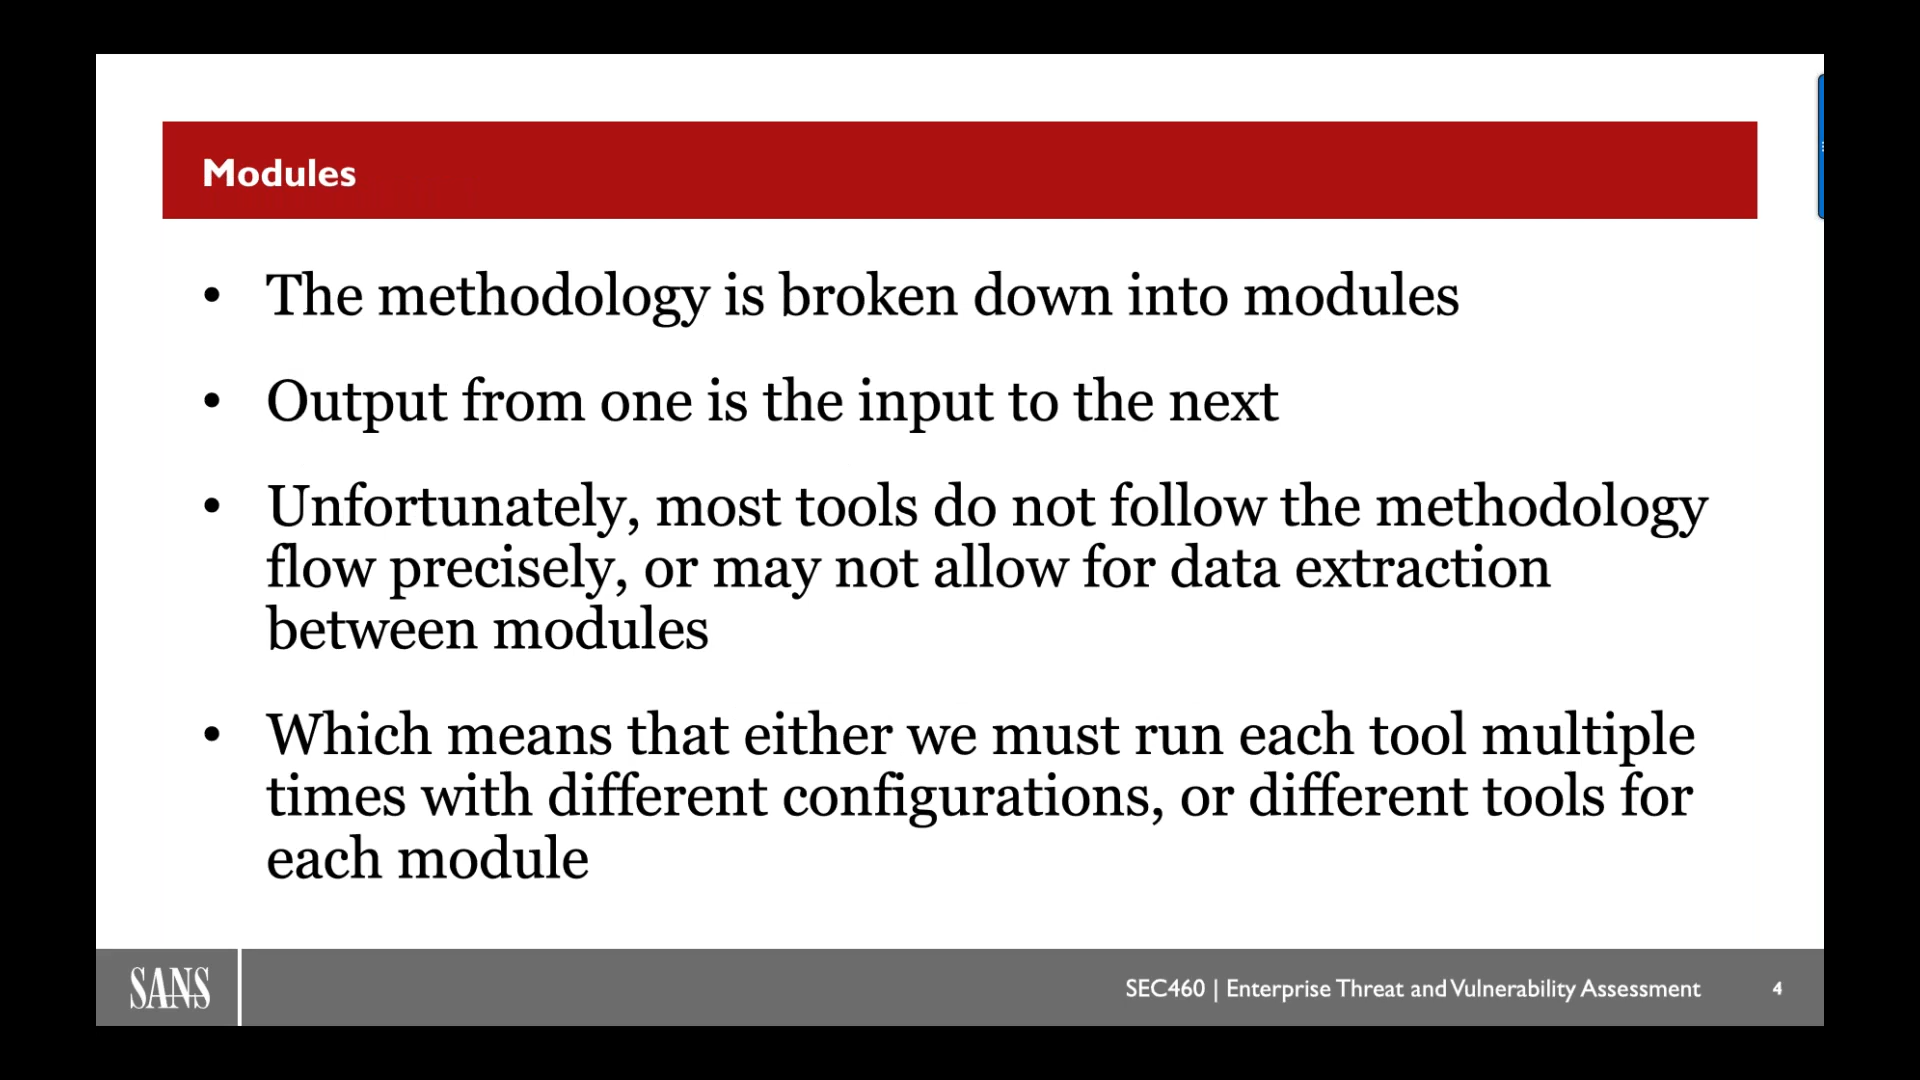 Modules
• The methodology is broken down into modules
• Output from one is the input to the next
• Unfortunately, most tools do not follow the methodology
flow precisely, or may not allow for data extraction
between modules
• Which means that either we must run each tool multiple
times with different configurations, or different tools for
each module
SANS
SEC460 | Enterprise Threat and Vulnerability Assessment
4